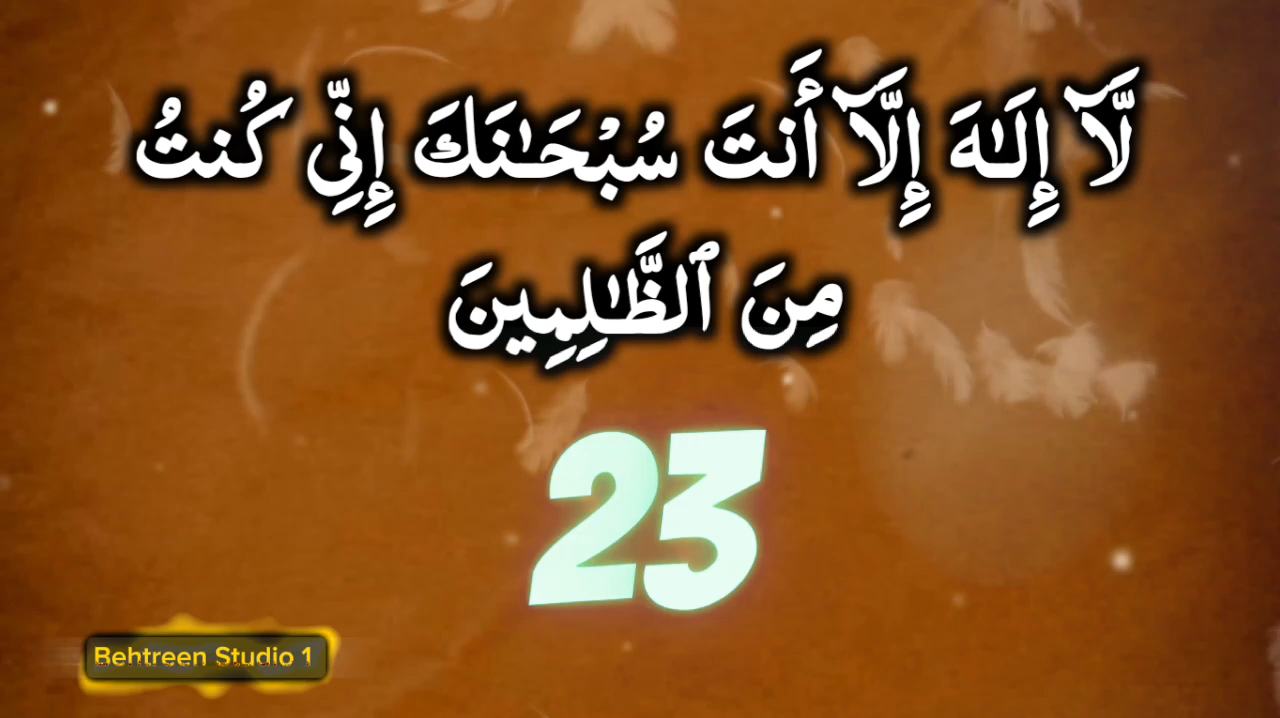 لَّآ إِلَـٰهَ إِلَّآ أَنتَ سُبْحَـٰنَكَ إِنِّي كُنتُ
مِنَ ٱلظَّـٰلِمِينَ
23
Behtreen Studio 1